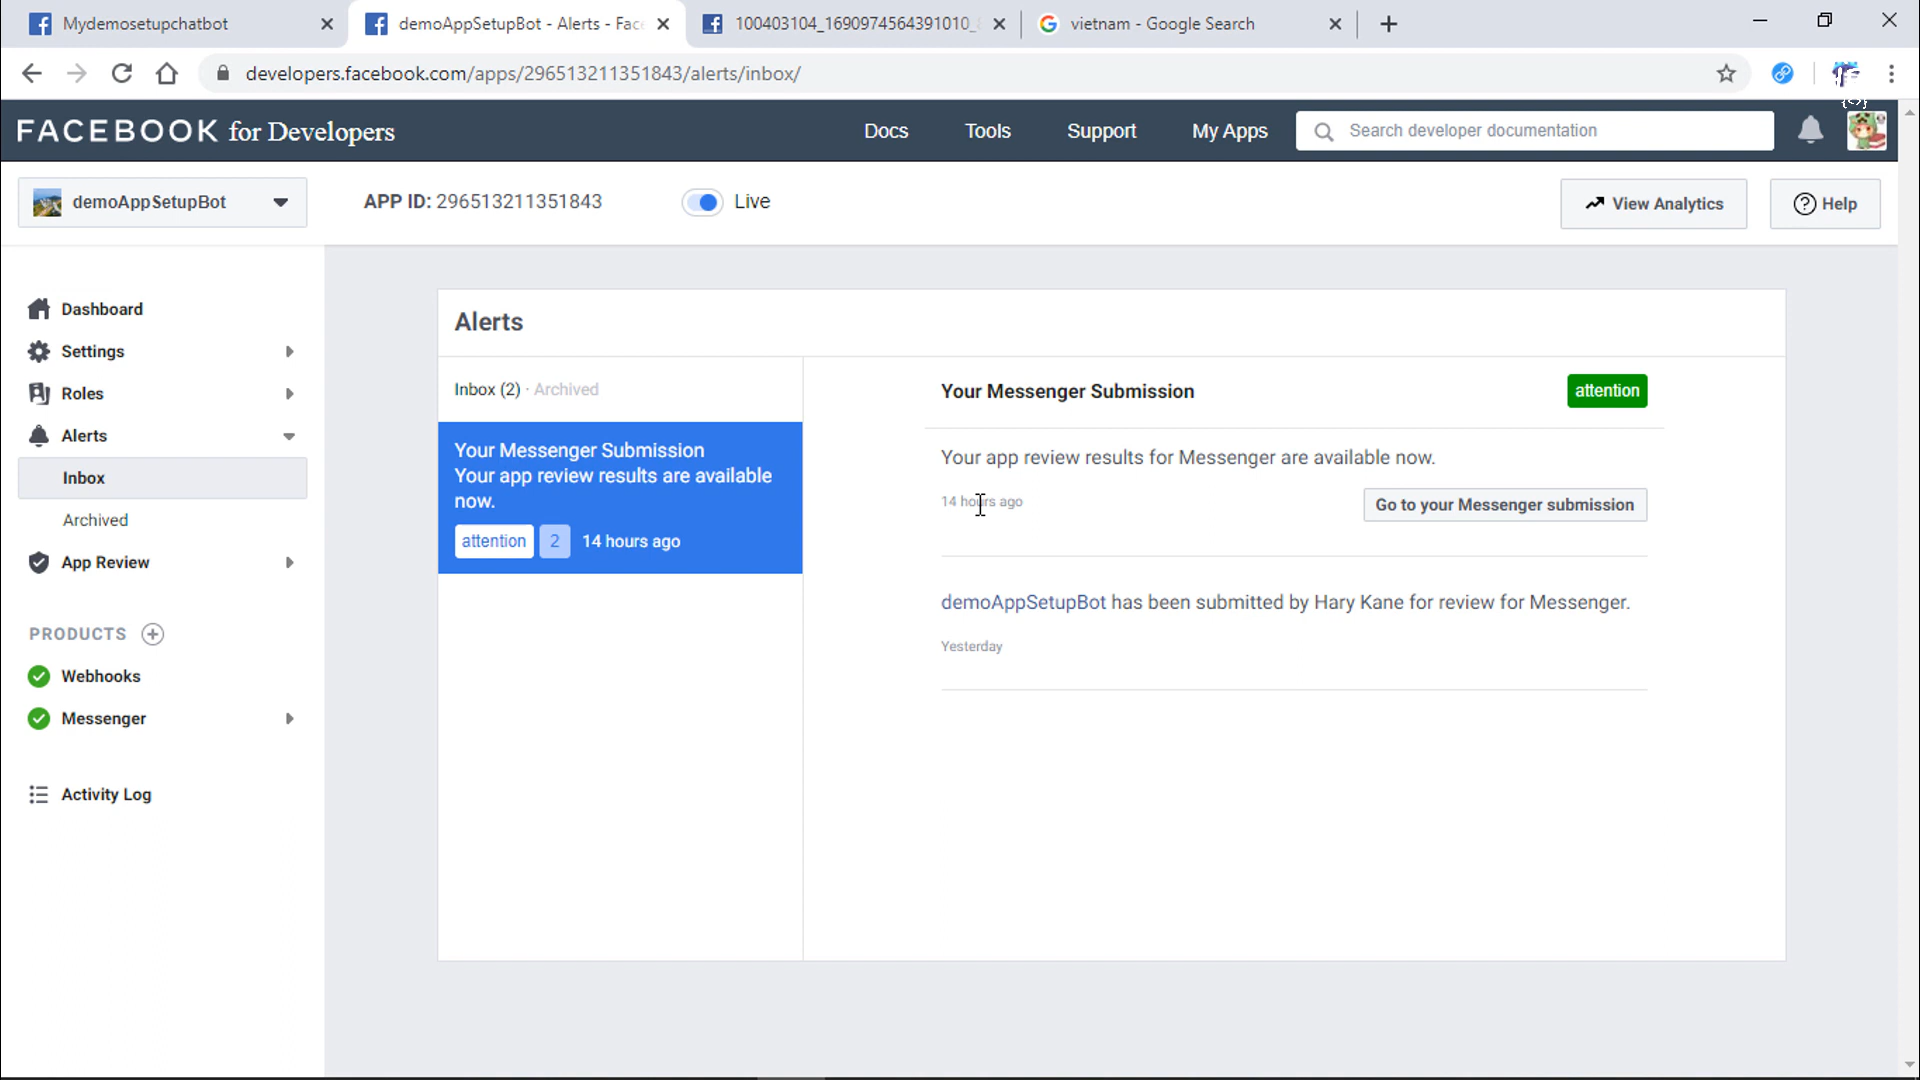 Mydemosetupchatbot
demoAppSetupBot - Alerts - Fac
100403104_1690974564391010_
vietnam - Google Search
developers.facebook.com/apps/296513211351843/alerts/inbox/
FACEBOOK for Developers
Docs
Tools
Support
My Apps
Search developer documentation
demoAppSetupBot
APP ID: 296513211351843
Live
View Analytics
Help
Dashboard
Settings
Roles
Alerts
Inbox
Archived
App Review
PRODUCTS
Webhooks
Messenger
Activity Log
Alerts
Inbox (2) · Archived
Your Messenger Submission
Your app review results are available
now.
attention 2 14 hours ago
Your Messenger Submission
attention
Your app review results for Messenger are available now.
14 hours ago
Go to your Messenger submission
demoAppSetupBot has been submitted by Hary Kane for review for Messenger.
Yesterday